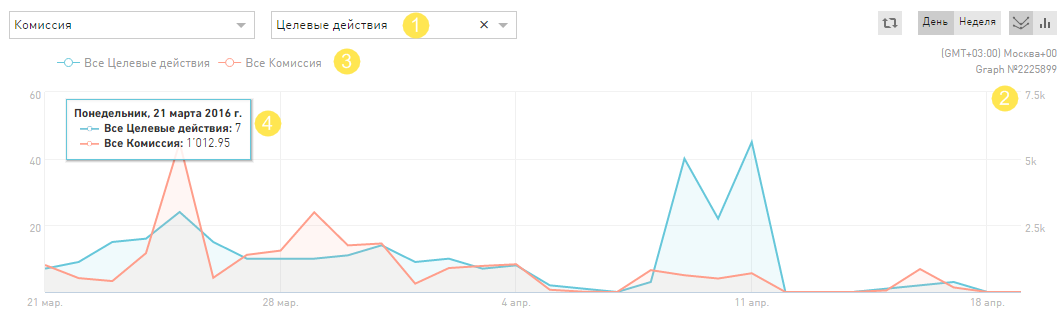 Комиссия
Целевые действия
1
День Неделя
(GMT+03:00) Москва+00
Graph №2225899
Все Целевые действия Все Комиссия
3
60
7.5k
2
Понедельник, 21 марта 2016 г.
Все Целевые действия: 7
Все Комиссия: 1'012.95
4
40
5k
20
2.5k
21 мар. 28 мар. 4 апр. 11 апр. 18 апр.